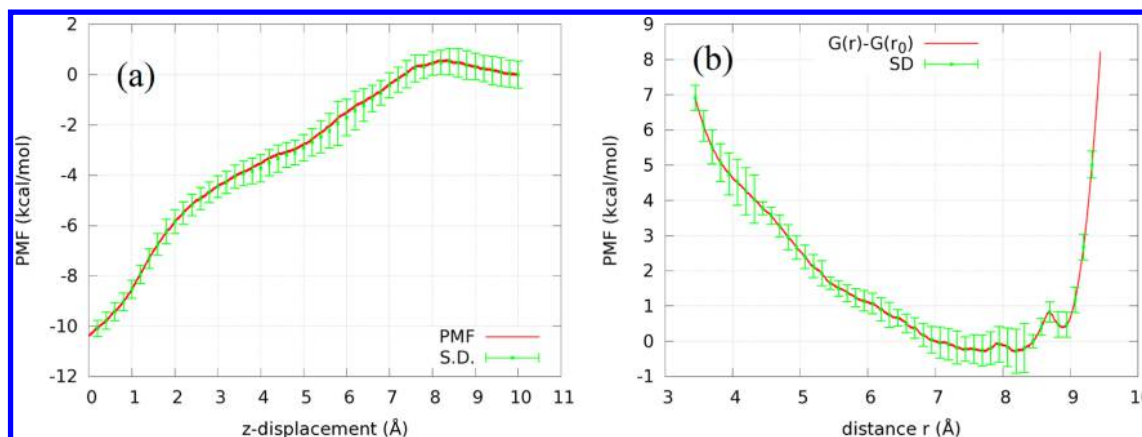 (a)
PMF (kcal/mol)
2
0
-2
-4
-6
-8
-10
-12
PMF
S.D.
0 1 2 3 4 5 6 7 8 9 10 11
z-displacement (Å)
(b)
PMF (kcal/mol)
9
8
7
6
5
4
3
2
1
0
-1
G(r)-G(r₀)
SD
3 4 5 6 7 8 9 10
distance r (Å)